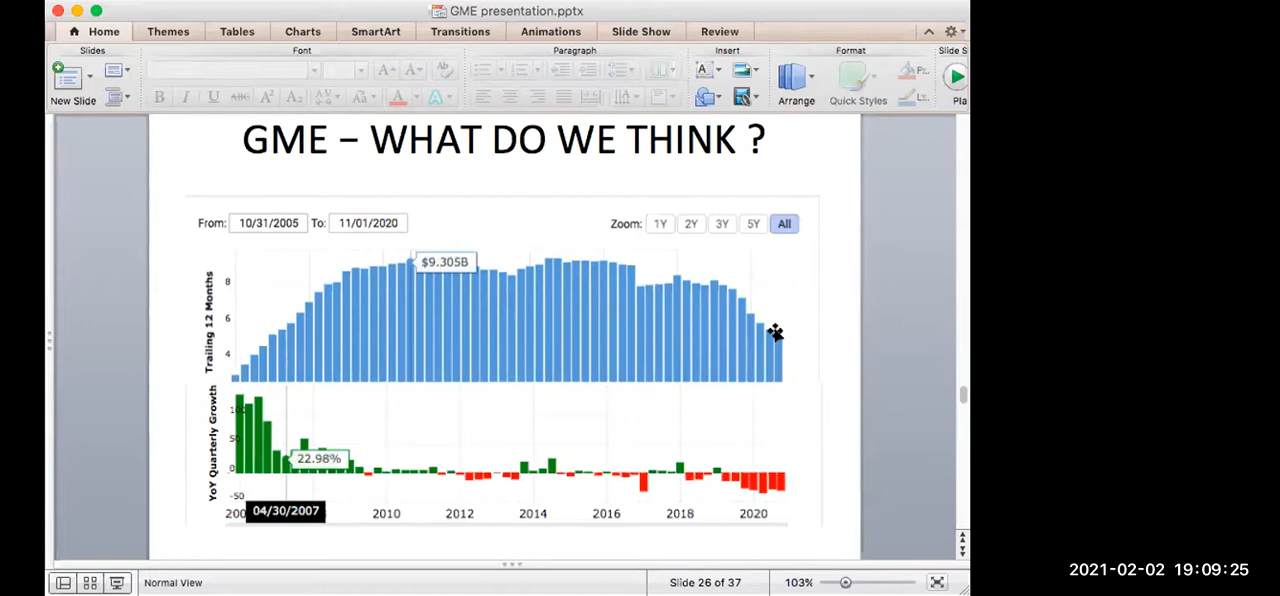 GME presentation.pptx
Home Themes Tables Charts SmartArt Transitions Animations Slide Show Review
Slides Font Paragraph Insert Format Slide S
New Slide Arrange Quick Styles Pla
GME – WHAT DO WE THINK ?
From: 10/31/2005 To: 11/01/2020 Zoom: 1Y 2Y 3Y 5Y All
$9.305B
Trailing 12 Months
8
6
4
YoY Quarterly Growth
50
0
-50
22.98%
04/30/2007
2010 2012 2014 2016 2018 2020
Normal View Slide 26 of 37 103%
2021-02-02 19:09:25